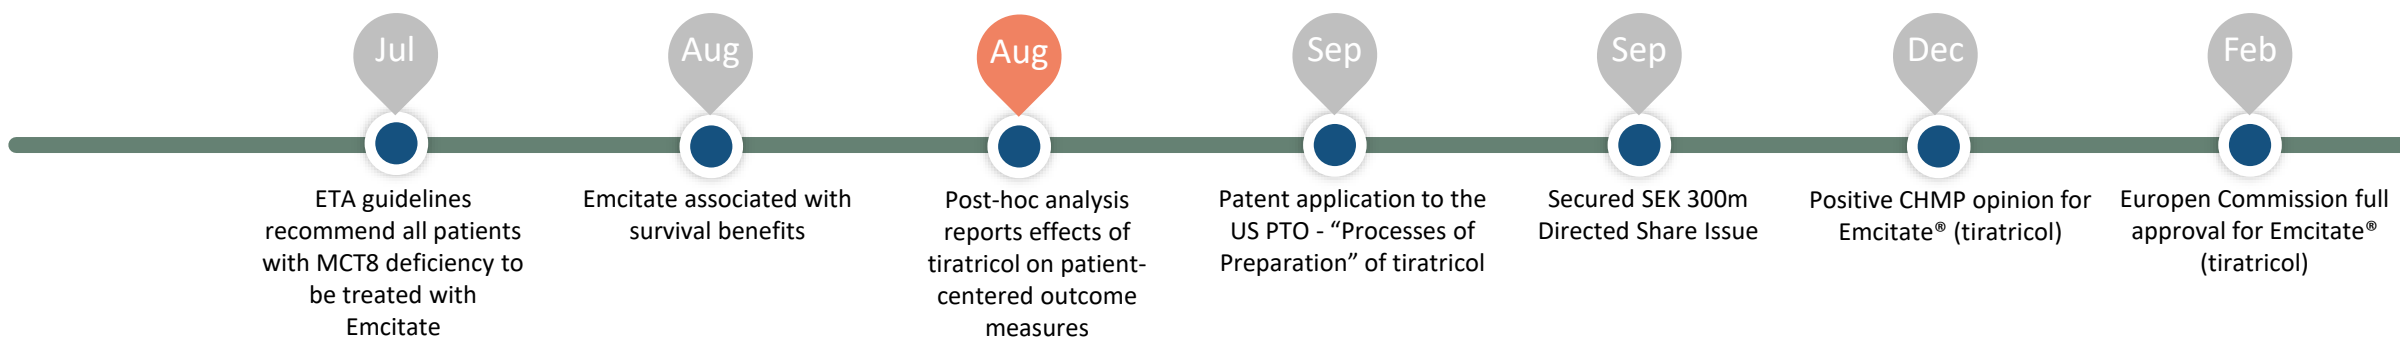 Jul
ETA guidelines
recommend all patients
with MCT8 deficiency to
be treated with
Emcitate
Aug
Emcitate associated with
survival benefits
Aug
Post-hoc analysis
reports effects of
tiratricol on patient-
centered outcome
measures
Sep
Patent application to the
US PTO - “Processes of
Preparation” of tiratricol
Sep
Secured SEK 300m
Directed Share Issue
Dec
Positive CHMP opinion for
Emcitate® (tiratricol)
Feb
Europen Commission full
approval for Emcitate®
(tiratricol)